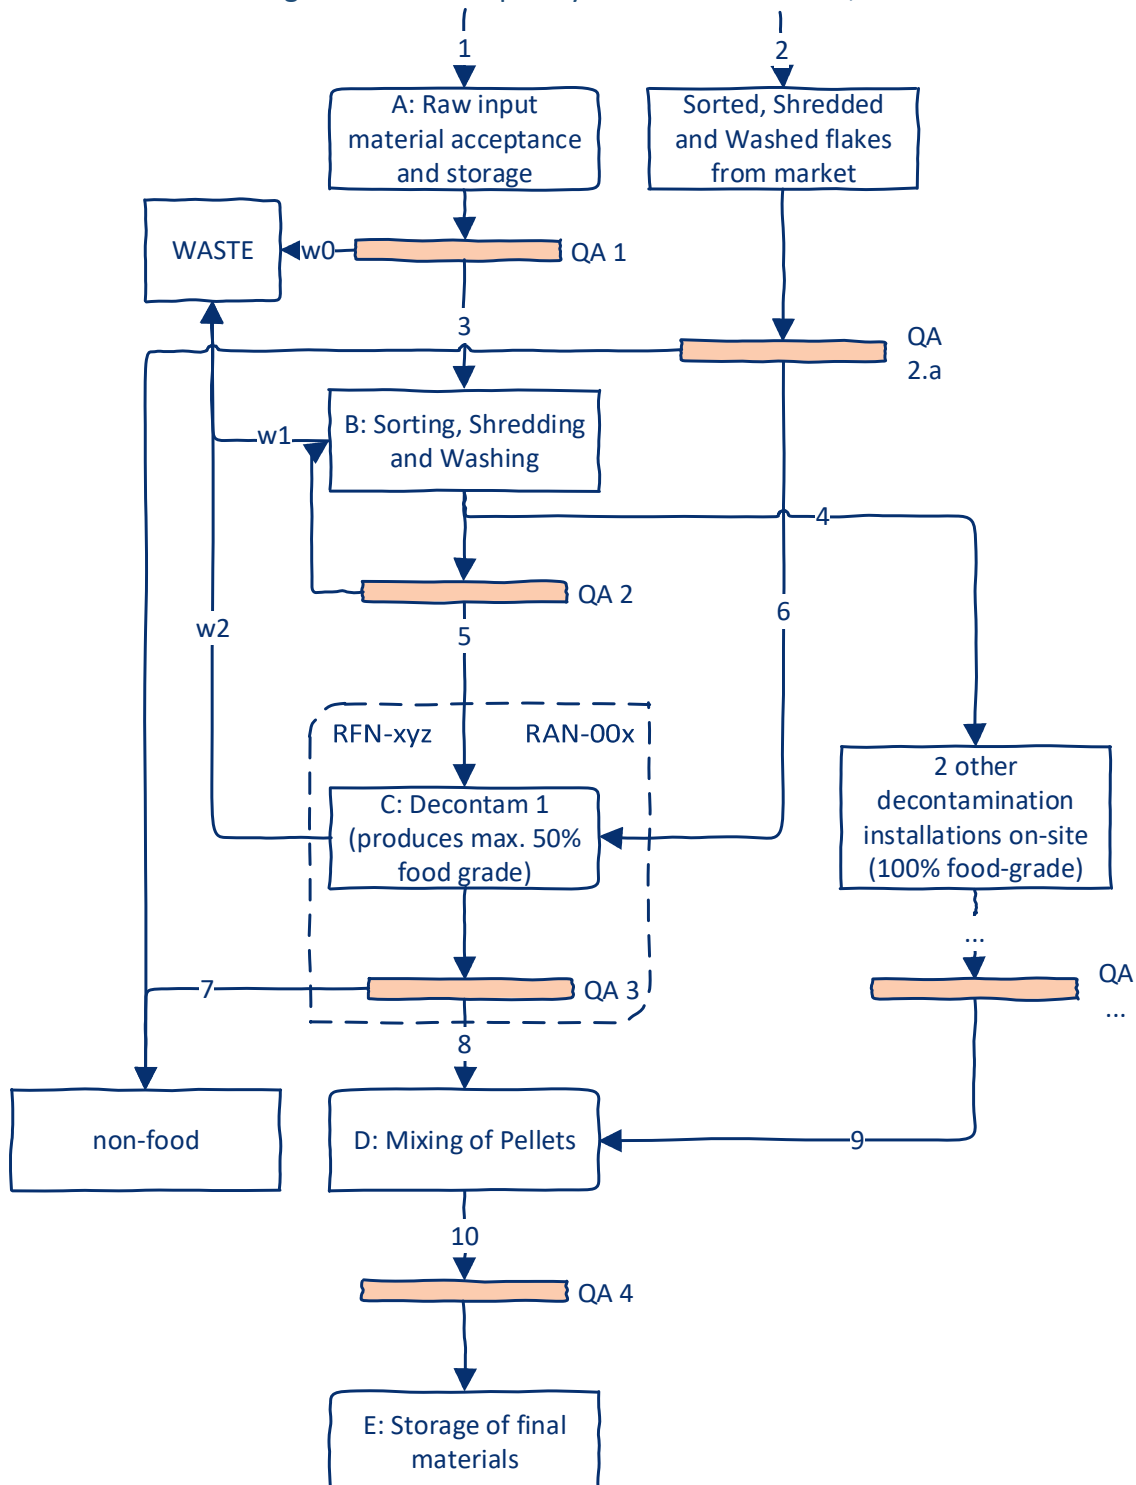 1
2
A: Raw input
material acceptance
and storage
Sorted, Shredded
and Washed flakes
from market
WASTE
w0
QA 1
3
QA
2.a
B: Sorting, Shredding
and Washing
w1
4
QA 2
5
6
w2
RFN-xyz
RAN-00x
C: Decontam 1
(produces max. 50%
food grade)
2 other
decontamination
installations on-site
(100% food-grade)
...
7
QA 3
QA
...
8
non-food
D: Mixing of Pellets
9
10
QA 4
E: Storage of final
materials